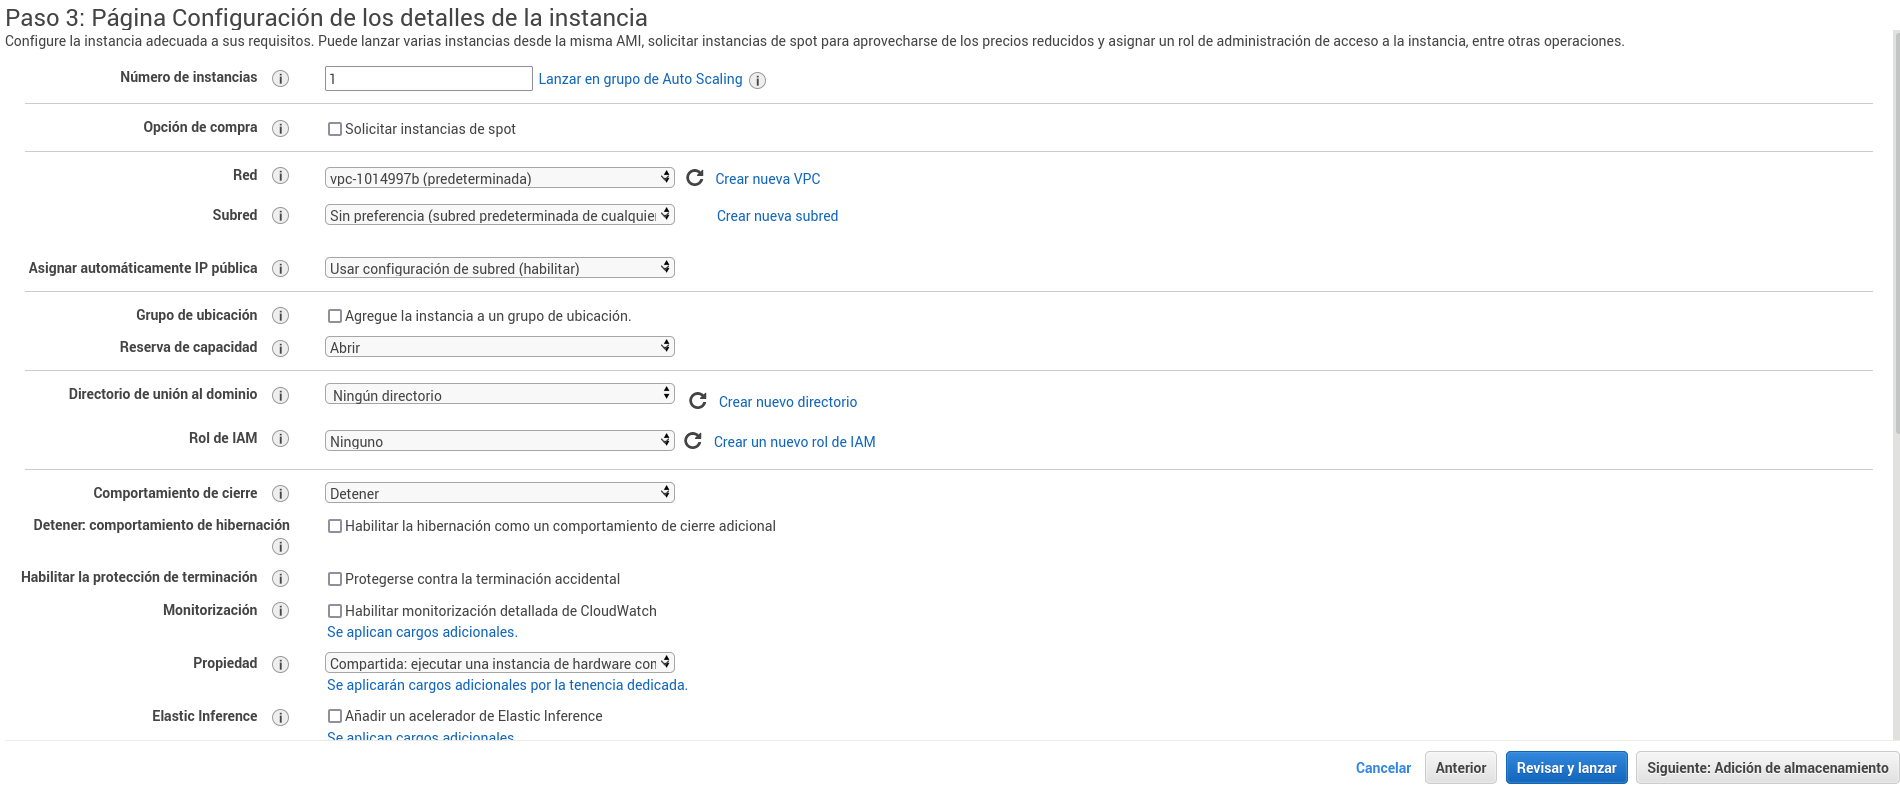 Paso 3: Página Configuración de los detalles de la instancia
Configure la instancia adecuada a sus requisitos. Puede lanzar varias instancias desde la misma AMI, solicitar instancias de spot para aprovecharse de los precios reducidos y asignar un rol de administración de acceso a la instancia, entre otras operaciones.
Número de instancias i 1 Lanzar en grupo de Auto Scaling i
Opción de compra i Solicitar instancias de spot
Red i vpc-1014997b (predeterminada) Crear nueva VPC
Subred i Sin preferencia (subred predeterminada de cualquier Crear nueva subred
Asignar automáticamente IP pública i Usar configuración de subred (habilitar)
Grupo de ubicación i Agregue la instancia a un grupo de ubicación.
Reserva de capacidad i Abrir
Directorio de unión al dominio i Ningún directorio Crear nuevo directorio
Rol de IAM i Ninguno Crear un nuevo rol de IAM
Comportamiento de cierre i Detener
Detener: comportamiento de hibernación i Habilitar la hibernación como un comportamiento de cierre adicional
Habilitar la protección de terminación i Protegerse contra la terminación accidental
Monitorización i Habilitar monitorización detallada de CloudWatch
Se aplican cargos adicionales.
Propiedad i Compartida: ejecutar una instancia de hardware con
Se aplicarán cargos adicionales por la tenencia dedicada.
Elastic Inference i Añadir un acelerador de Elastic Inference
Se aplican cargos adicionales
Cancelar Anterior Revisar y lanzar Siguiente: Adición de almacenamiento